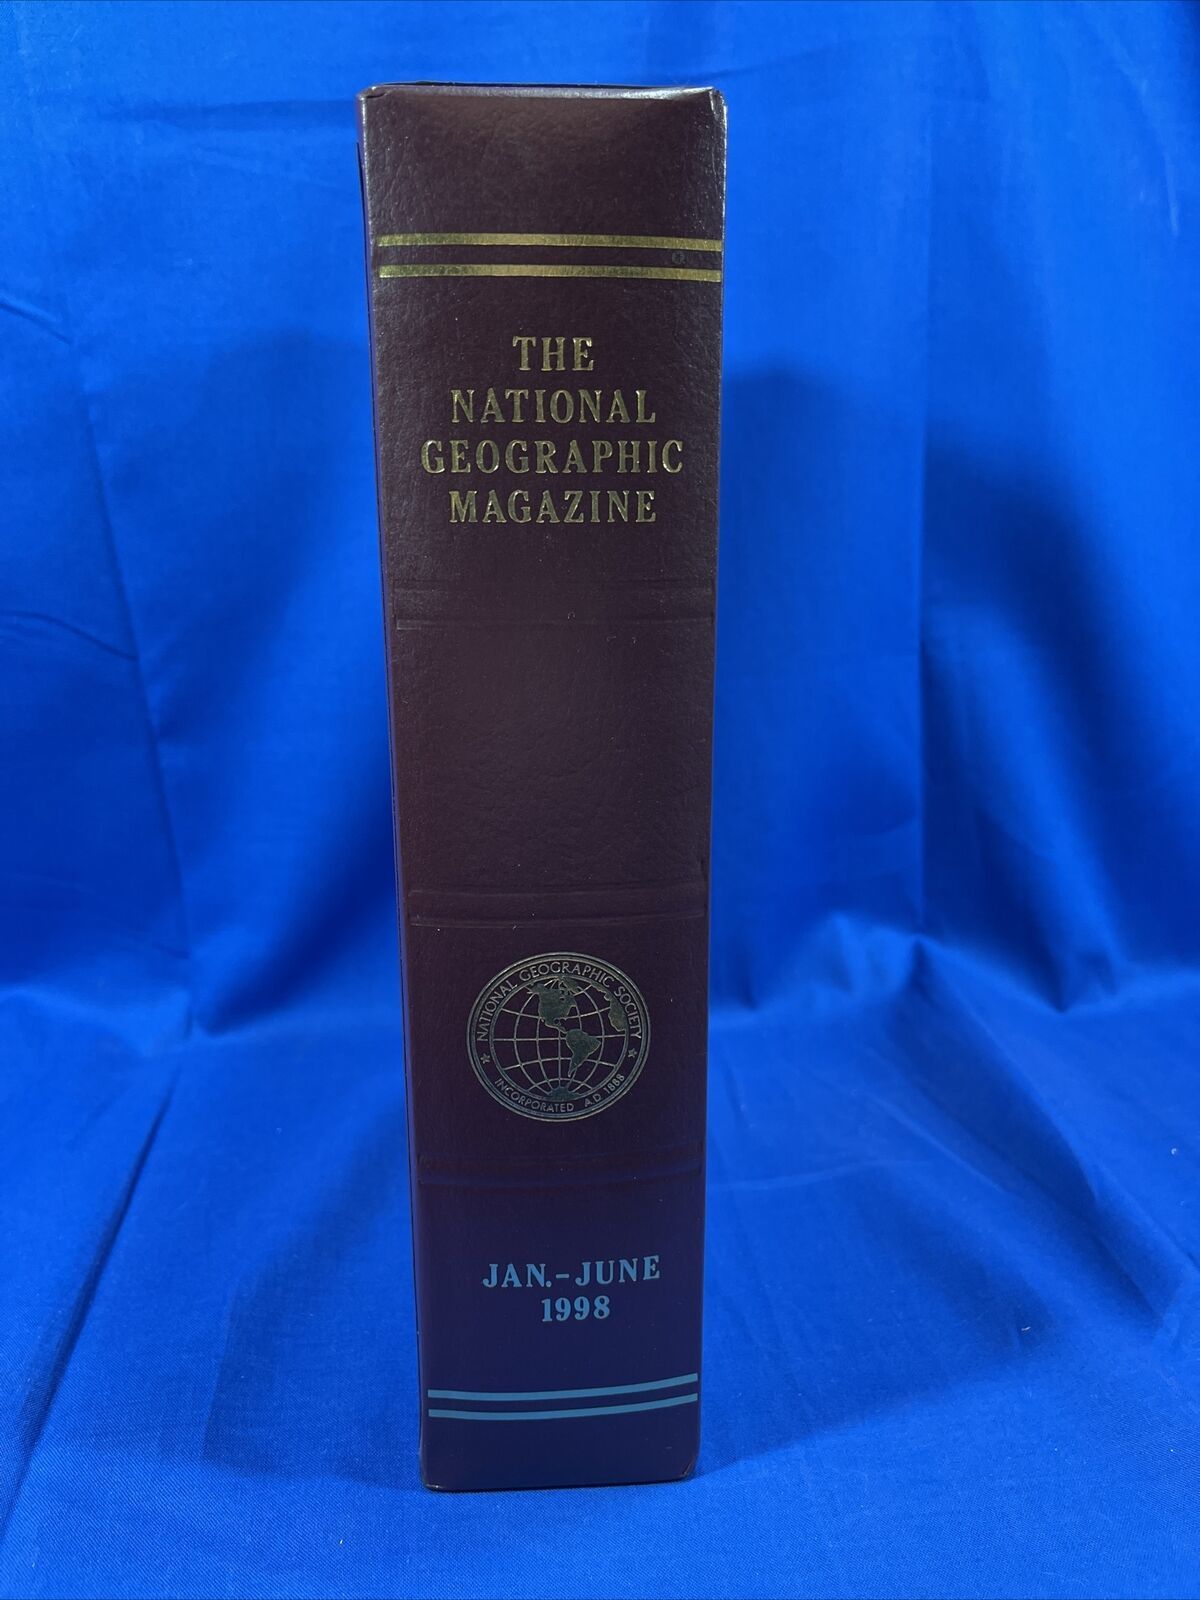 THE
NATIONAL
GEOGRAPHIC
MAGAZINE
NATIONAL GEOGRAPHIC SOCIETY
INCORPORATED A.D 1888
JAN.-JUNE
1998